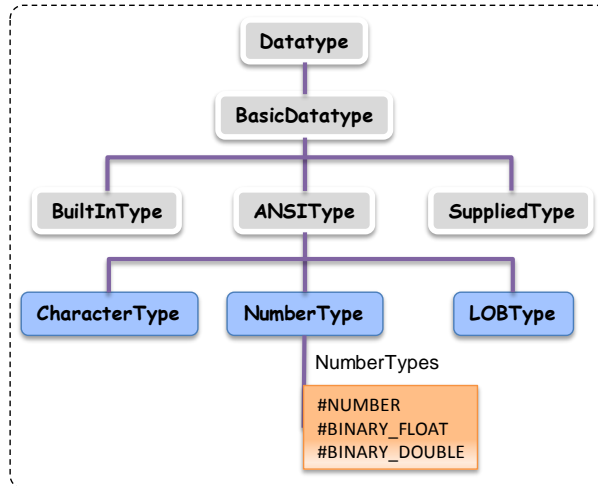 Datatype
BasicDatatype
BuiltInType
ANSIType
SuppliedType
CharacterType
NumberType
LOBType
NumberTypes
#NUMBER
#BINARY_FLOAT
#BINARY_DOUBLE